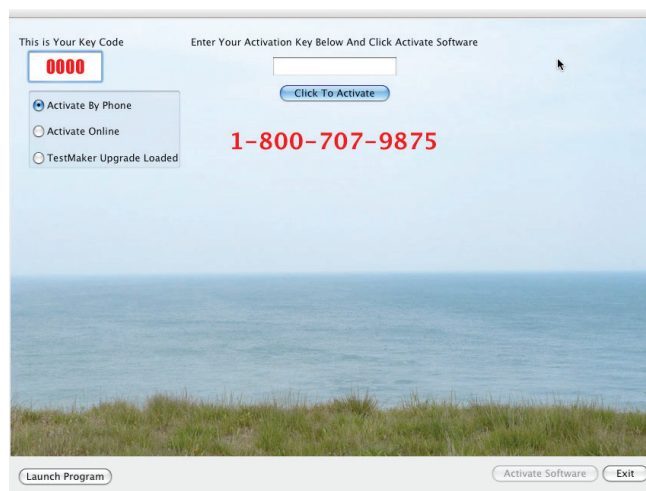 This is Your Key Code
Enter Your Activation Key Below And Click Activate Software
0000
Click To Activate
Activate By Phone
Activate Online
TestMaker Upgrade Loaded
1-800-707-9875
Launch Program
Activate Software
Exit